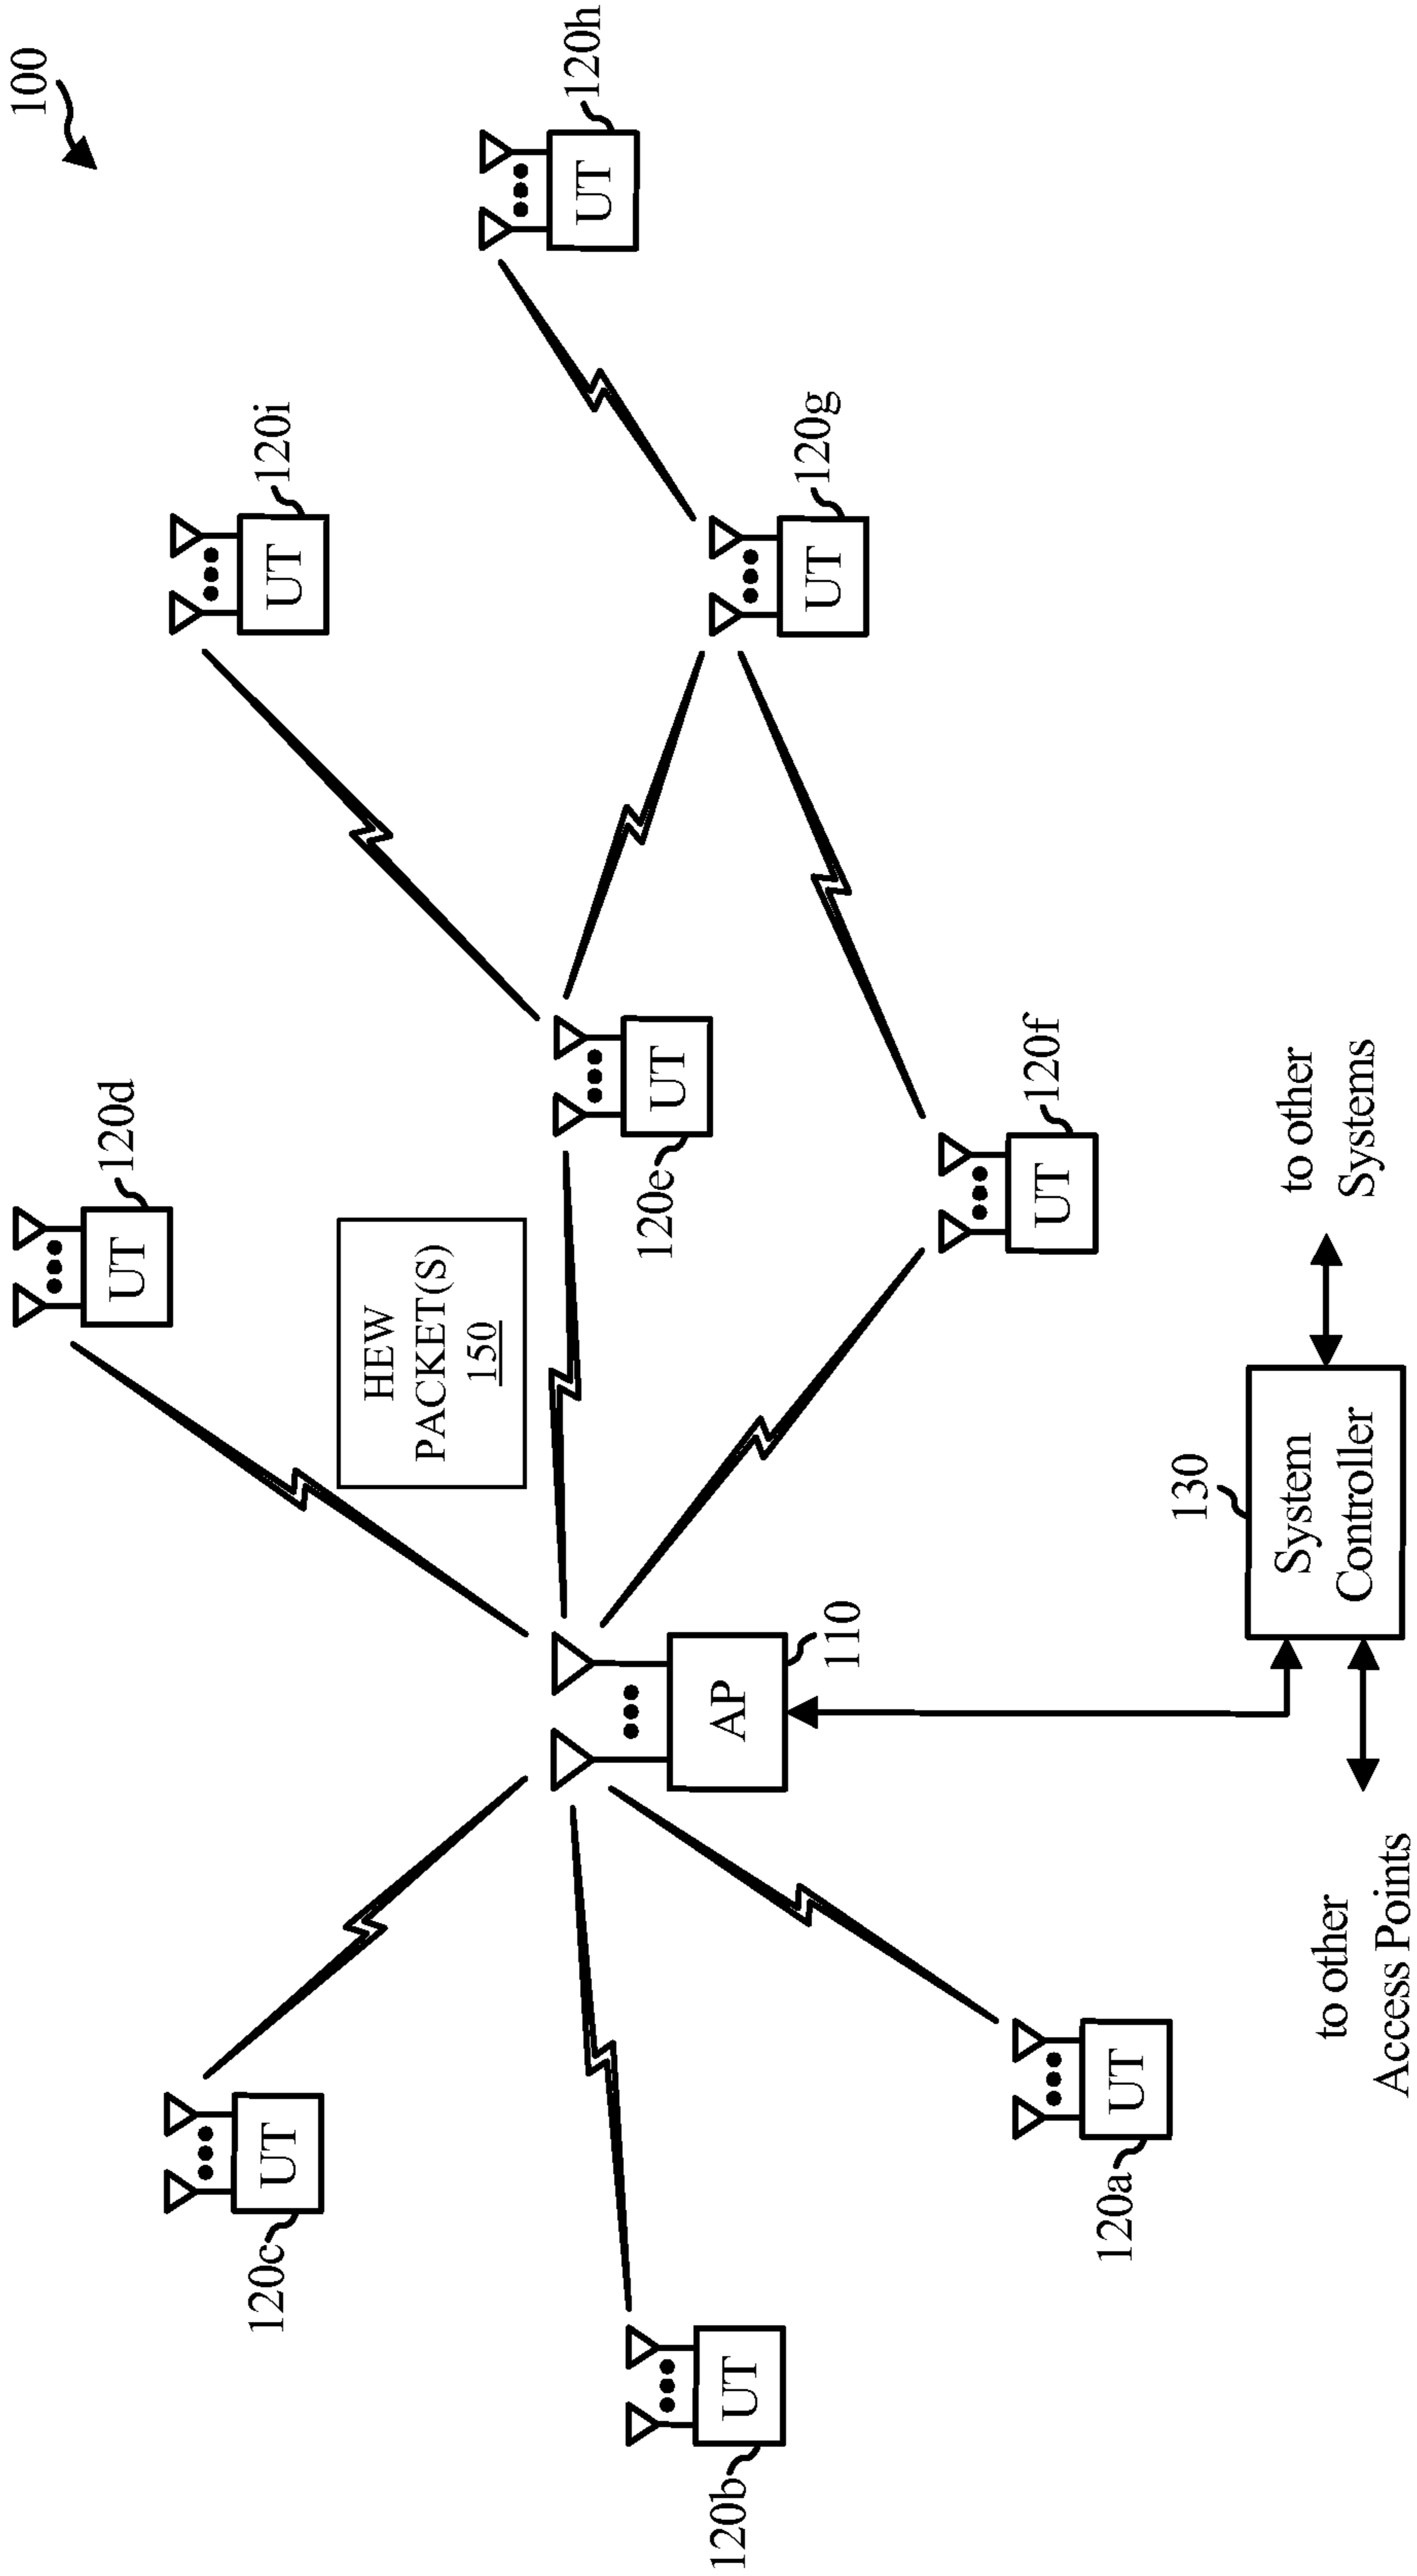 100
120d
UT
120i
UT
120h
UT
120c
UT
HEW
PACKET(S)
150
120e
UT
120g
UT
AP
110
120b
UT
120f
UT
120a
UT
130
System
Controller
to other
Systems
to other
Access Points